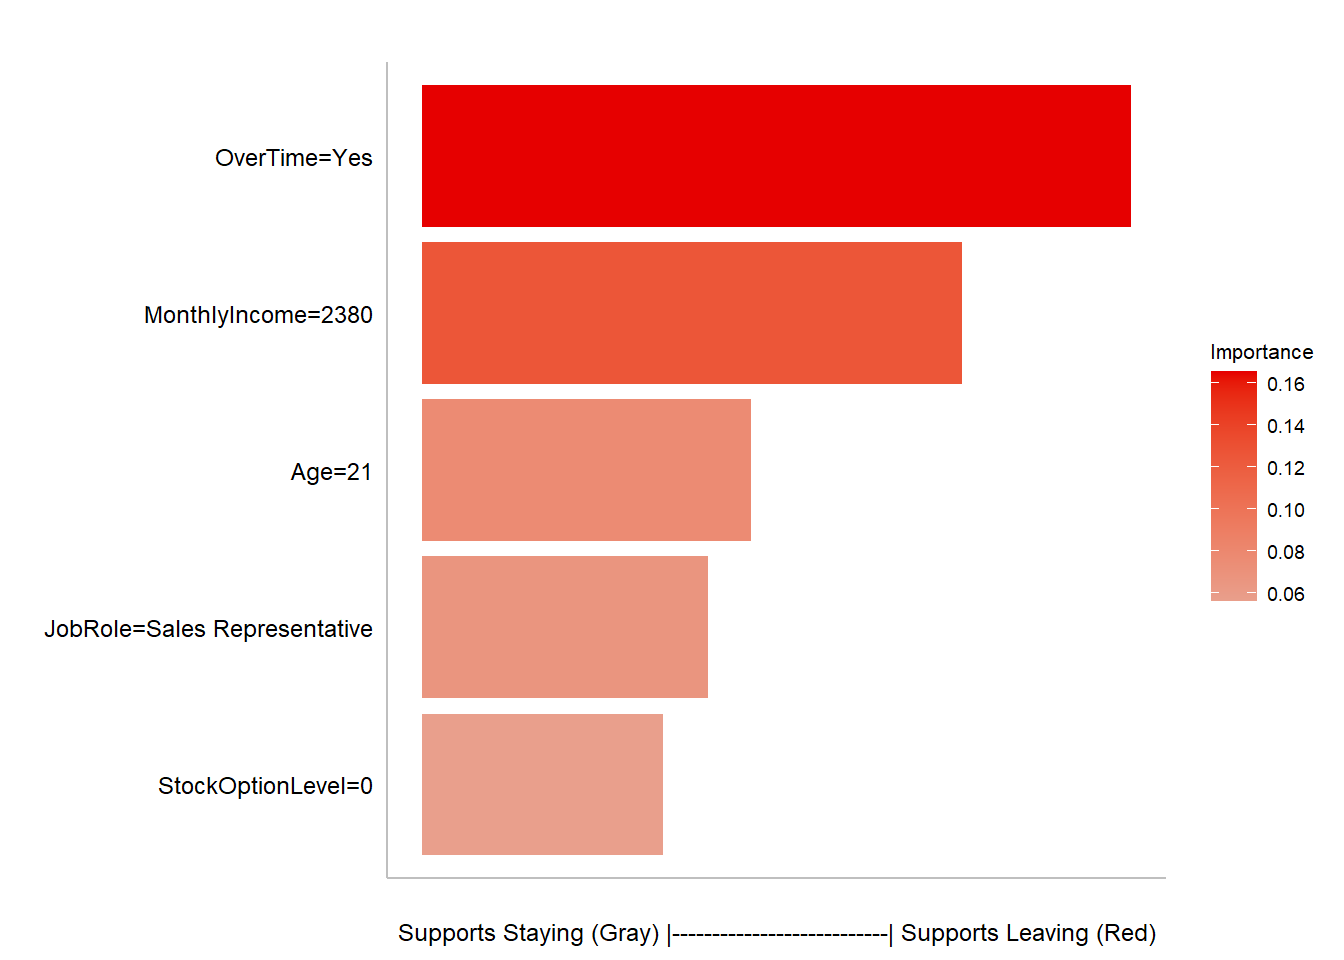 OverTime=Yes
MonthlyIncome=2380
Age=21
JobRole=Sales Representative
StockOptionLevel=0
Importance
0.16
0.14
0.12
0.10
0.08
0.06
Supports Staying (Gray) |---------------------------| Supports Leaving (Red)